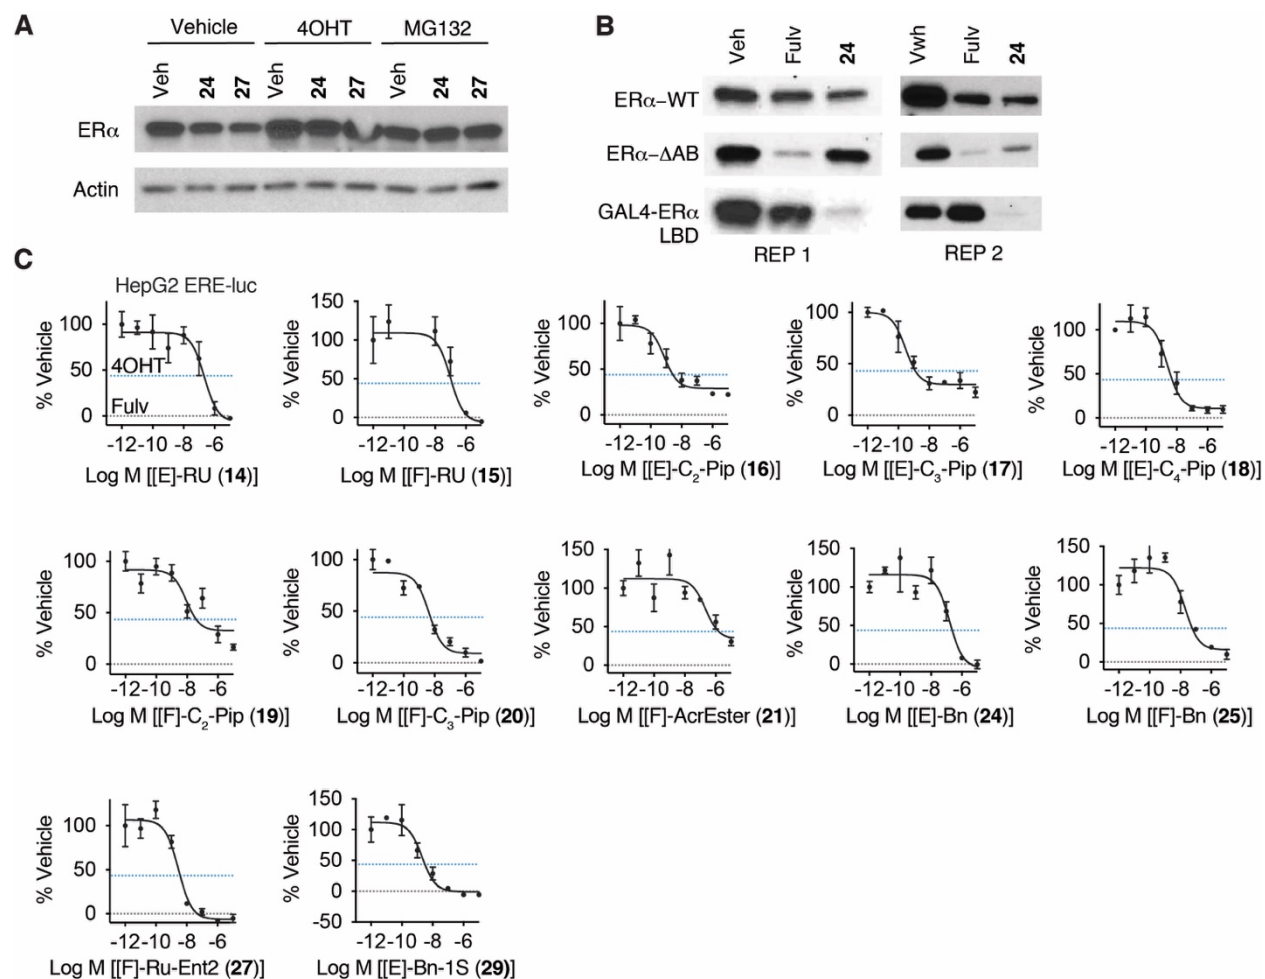 A
Vehicle 4OHT MG132
Veh 24 27 Veh 24 27 Veh 24 27
ERα
Actin
B
Veh Fulv 24 Vwh Fulv 24
ERα–WT
ERα–ΔAB
GAL4-ERα
LBD
REP 1 REP 2
C
HepG2 ERE-luc
% Vehicle
100
50
0
4OHT
Fulv
-12-10 -8 -6
Log M [[E]-RU (14)]
% Vehicle
150
100
50
0
-12-10 -8 -6
Log M [[F]-RU (15)]
% Vehicle
100
50
0
-12-10 -8 -6
Log M [[E]-C2-Pip (16)]
% Vehicle
100
50
0
-12-10 -8 -6
Log M [[E]-C3-Pip (17)]
% Vehicle
100
50
0
-12-10 -8 -6
Log M [[E]-C4-Pip (18)]
% Vehicle
100
50
0
-12-10 -8 -6
Log M [[F]-C2-Pip (19)]
% Vehicle
100
50
0
-12-10 -8 -6
Log M [[F]-C3-Pip (20)]
% Vehicle
150
100
50
0
-12-10 -8 -6
Log M [[F]-AcrEster (21)]
% Vehicle
150
100
50
0
-12-10 -8 -6
Log M [[E]-Bn (24)]
% Vehicle
150
100
50
0
-12-10 -8 -6
Log M [[F]-Bn (25)]
% Vehicle
100
50
0
-12-10 -8 -6
Log M [[F]-Ru-Ent2 (27)]
% Vehicle
150
100
50
0
-50
-12-10 -8 -6
Log M [[E]-Bn-1S (29)]